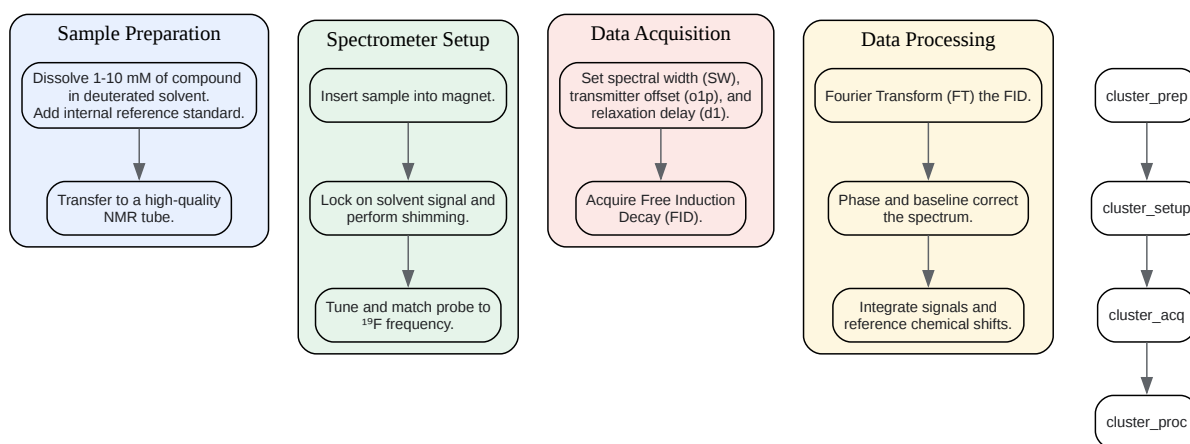 Sample Preparation
Dissolve 1-10 mM of compound
in deuterated solvent.
Add internal reference standard.
Transfer to a high-quality
NMR tube.
Spectrometer Setup
Insert sample into magnet.
Lock on solvent signal and
perform shimming.
Tune and match probe to
¹⁹F frequency.
Data Acquisition
Set spectral width (SW),
transmitter offset (o1p), and
relaxation delay (d1).
Acquire Free Induction
Decay (FID).
Data Processing
Fourier Transform (FT) the FID.
Phase and baseline correct
the spectrum.
Integrate signals and
reference chemical shifts.
cluster_prep
cluster_setup
cluster_acq
cluster_proc